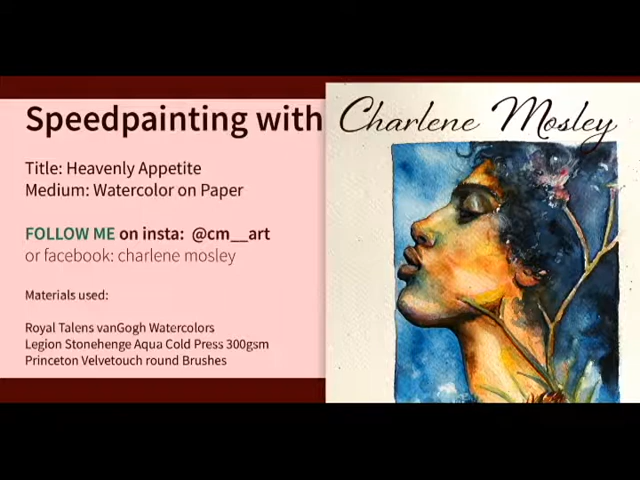 Speedpainting with Charlene Mosley
Title: Heavenly Appetite
Medium: Watercolor on Paper
FOLLOW ME on insta: @cm__art
or facebook: charlene mosley
Materials used:
Royal Talens vanGogh Watercolors
Legion Stonehenge Aqua Cold Press 300gsm
Princeton Velvetouch round Brushes